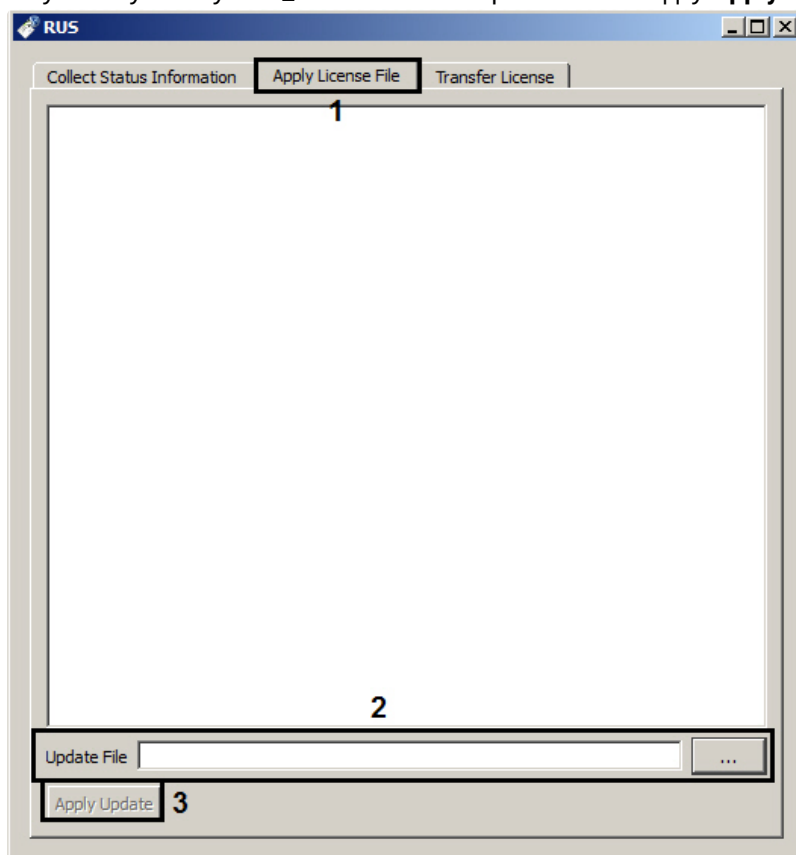 RUS
Collect Status Information Apply License File Transfer License
1
2
Update File ...
Apply Update 3